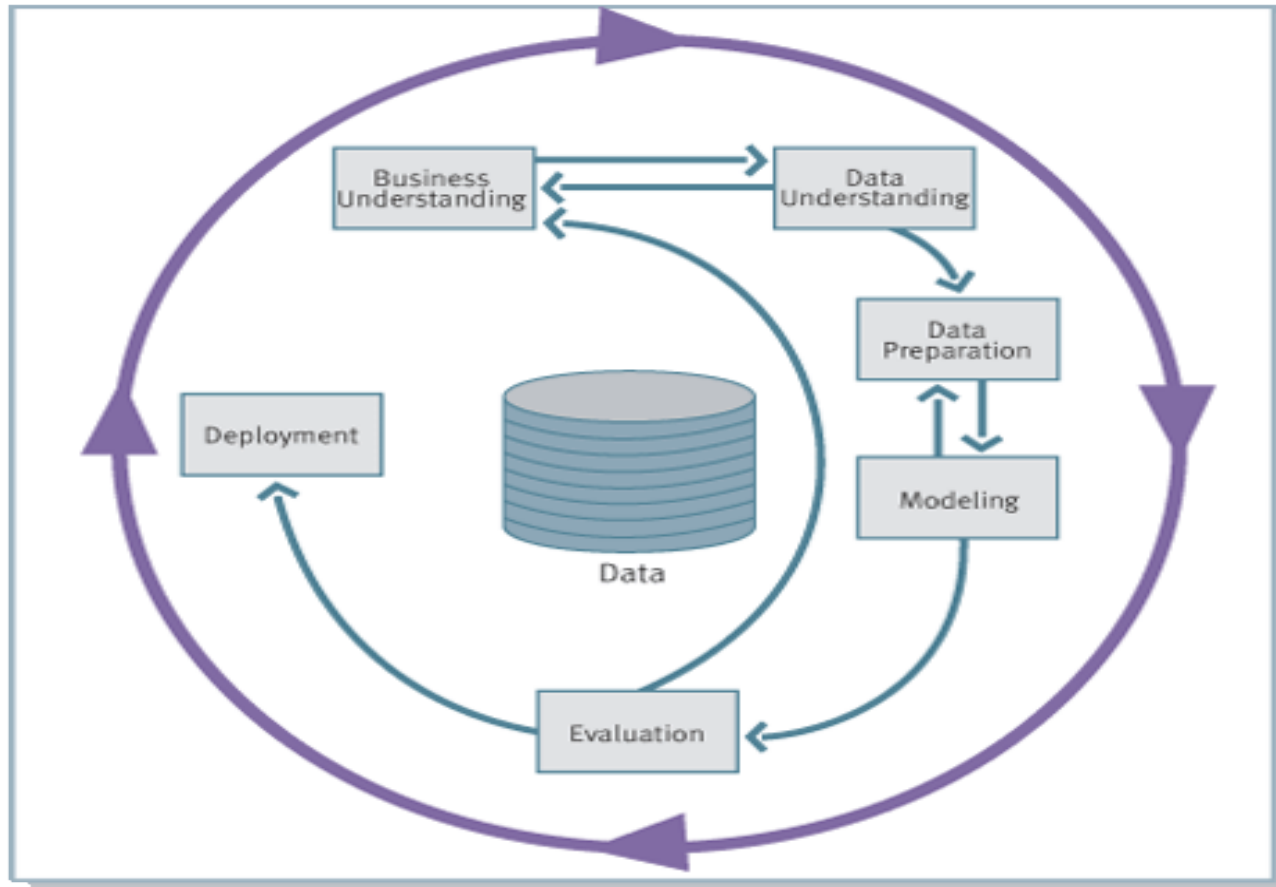 Business
Understanding
Data
Understanding
Data
Preparation
Modeling
Evaluation
Deployment
Data